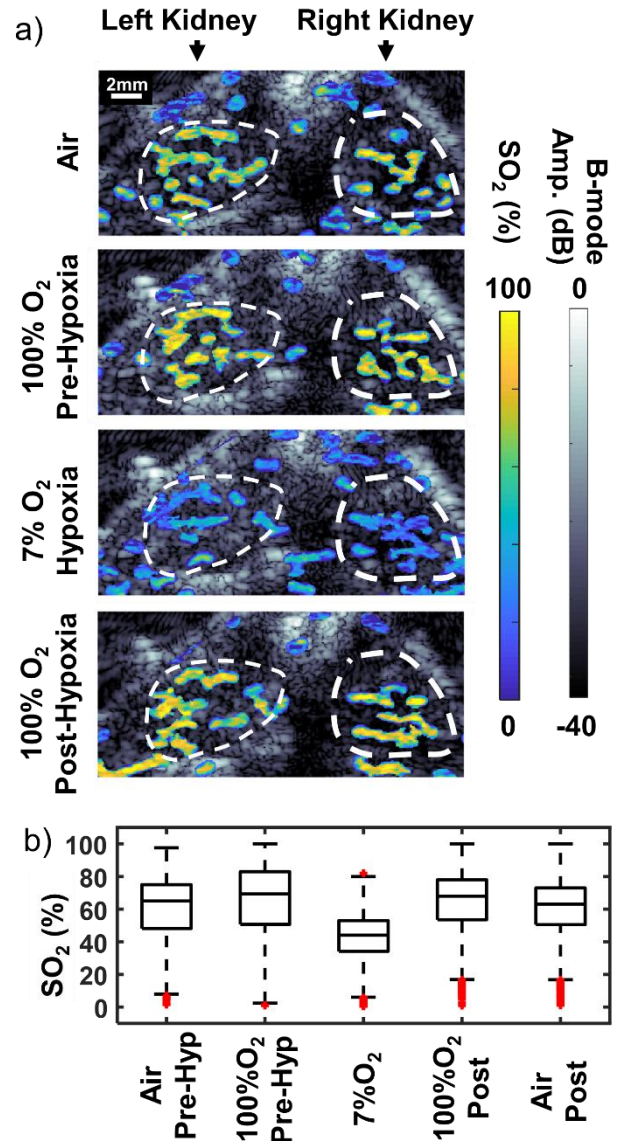 a)
Left Kidney
Right Kidney
2mm
Air
100% O₂
Pre-Hypoxia
7% O₂
Hypoxia
100% O₂
Post-Hypoxia
SO₂ (%)
100
0
B-mode
Amp. (dB)
0
-40
b)
SO₂ (%)
100
80
60
40
20
0
Air
Pre-Hyp
100%O₂
Pre-Hyp
7%O₂
100%O₂
Post
Air
Post